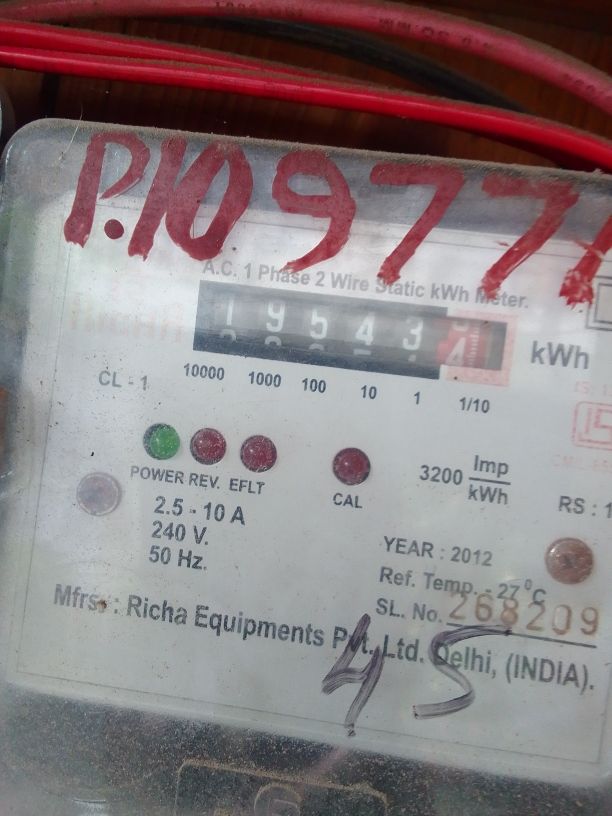 P.10977
A.C. 1 Phase 2 Wire Static kWh Meter.
RICHA
19543 kWh
CL - 1 10000 1000 100 10 1 1/10
POWER REV. EFLT CAL 3200 Imp/kWh
RS : 1
2.5 - 10 A
240 V.
50 Hz.
YEAR : 2012
Ref. Temp. - 27°C
SL. No. 268209
Mfrs. : Richa Equipments Pvt. Ltd. Delhi, (INDIA).
45